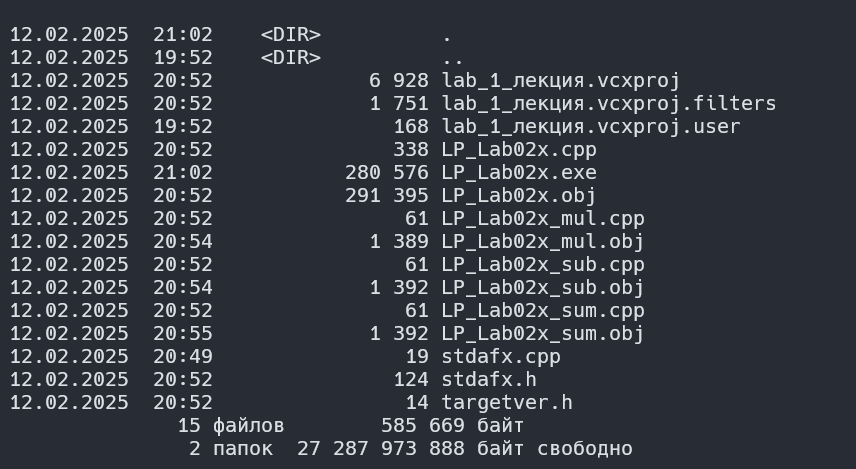 12.02.2025  21:02    <DIR>          .
12.02.2025  19:52    <DIR>          ..
12.02.2025  20:52             6 928 lab_1_лекция.vcxproj
12.02.2025  20:52             1 751 lab_1_лекция.vcxproj.filters
12.02.2025  19:52               168 lab_1_лекция.vcxproj.user
12.02.2025  20:52               338 LP_Lab02x.cpp
12.02.2025  21:02           280 576 LP_Lab02x.exe
12.02.2025  20:52           291 395 LP_Lab02x.obj
12.02.2025  20:52                61 LP_Lab02x_mul.cpp
12.02.2025  20:54             1 389 LP_Lab02x_mul.obj
12.02.2025  20:52                61 LP_Lab02x_sub.cpp
12.02.2025  20:54             1 392 LP_Lab02x_sub.obj
12.02.2025  20:52                61 LP_Lab02x_sum.cpp
12.02.2025  20:55             1 392 LP_Lab02x_sum.obj
12.02.2025  20:49                19 stdafx.cpp
12.02.2025  20:52               124 stdafx.h
12.02.2025  20:52                14 targetver.h
              15 файлов        585 669 байт
               2 папок  27 287 973 888 байт свободно